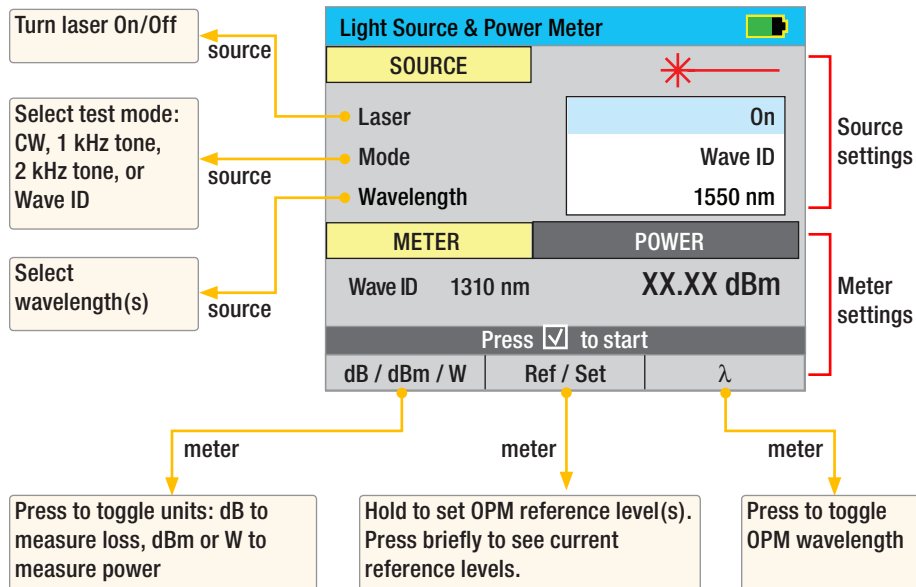 Turn laser On/Off
source
Select test mode:
CW, 1 kHz tone,
2 kHz tone, or
Wave ID
source
Select
wavelength(s)
source
Light Source & Power Meter
SOURCE
Laser
On
Mode
Wave ID
Wavelength
1550 nm
Source
settings
METER
POWER
Wave ID 1310 nm
XX.XX dBm
Meter
settings
Press ☑ to start
dB / dBm / W
Ref / Set
λ
meter
meter
meter
Press to toggle units: dB to
measure loss, dBm or W to
measure power
Hold to set OPM reference level(s).
Press briefly to see current
reference levels.
Press to toggle
OPM wavelength